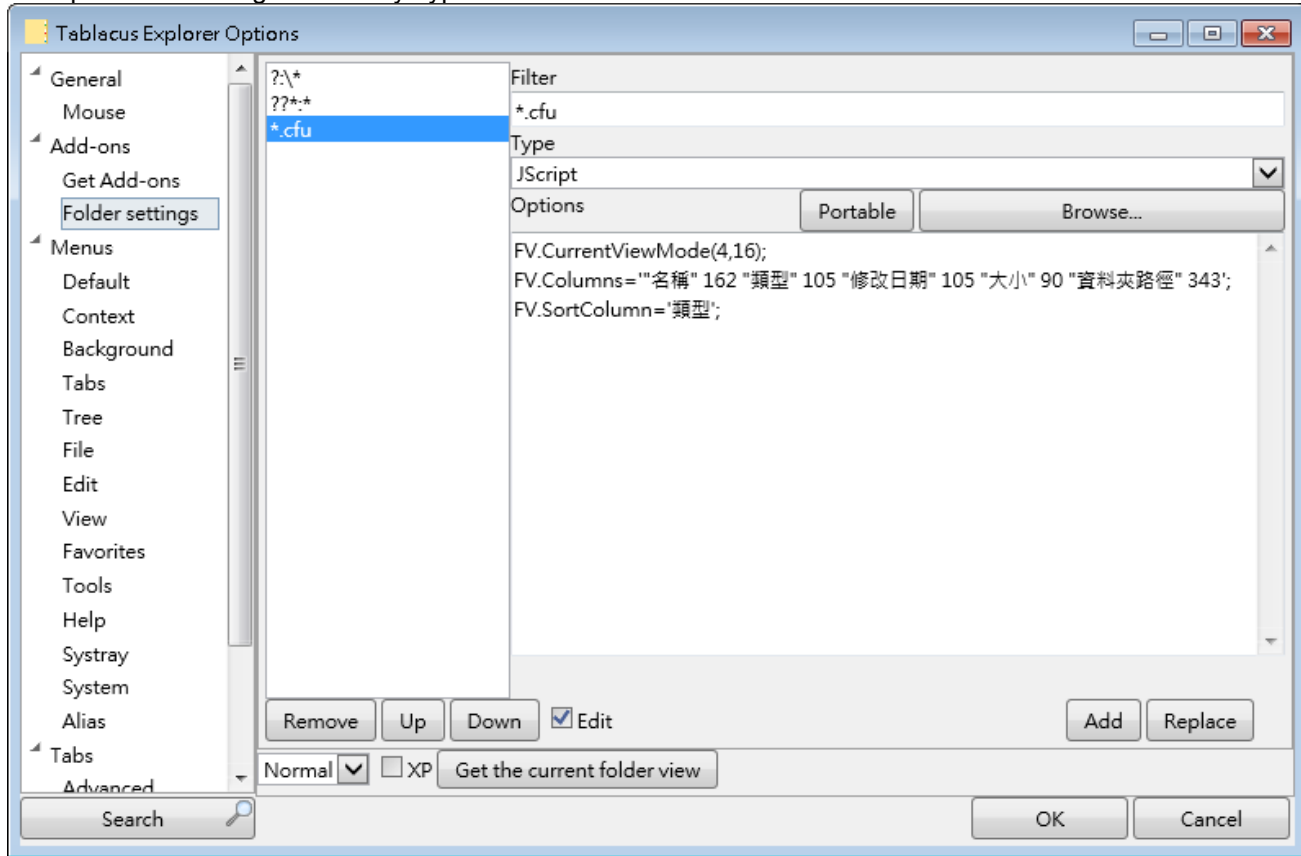 Tablacus Explorer Options
General
Mouse
Add-ons
Get Add-ons
Folder settings
Menus
Default
Context
Background
Tabs
Tree
File
Edit
View
Favorites
Tools
Help
Systray
System
Alias
Tabs
Advanced
Search
?:\*
??*:*
*.cfu
Filter
*.cfu
Type
JScript
Options
Portable
Browse...
FV.CurrentViewMode(4,16);
FV.Columns='"名稱" 162 "類型" 105 "修改日期" 105 "大小" 90 "資料夾路徑" 343';
FV.SortColumn='類型';
Remove
Up
Down
Edit
Add
Replace
Normal
XP
Get the current folder view
OK
Cancel